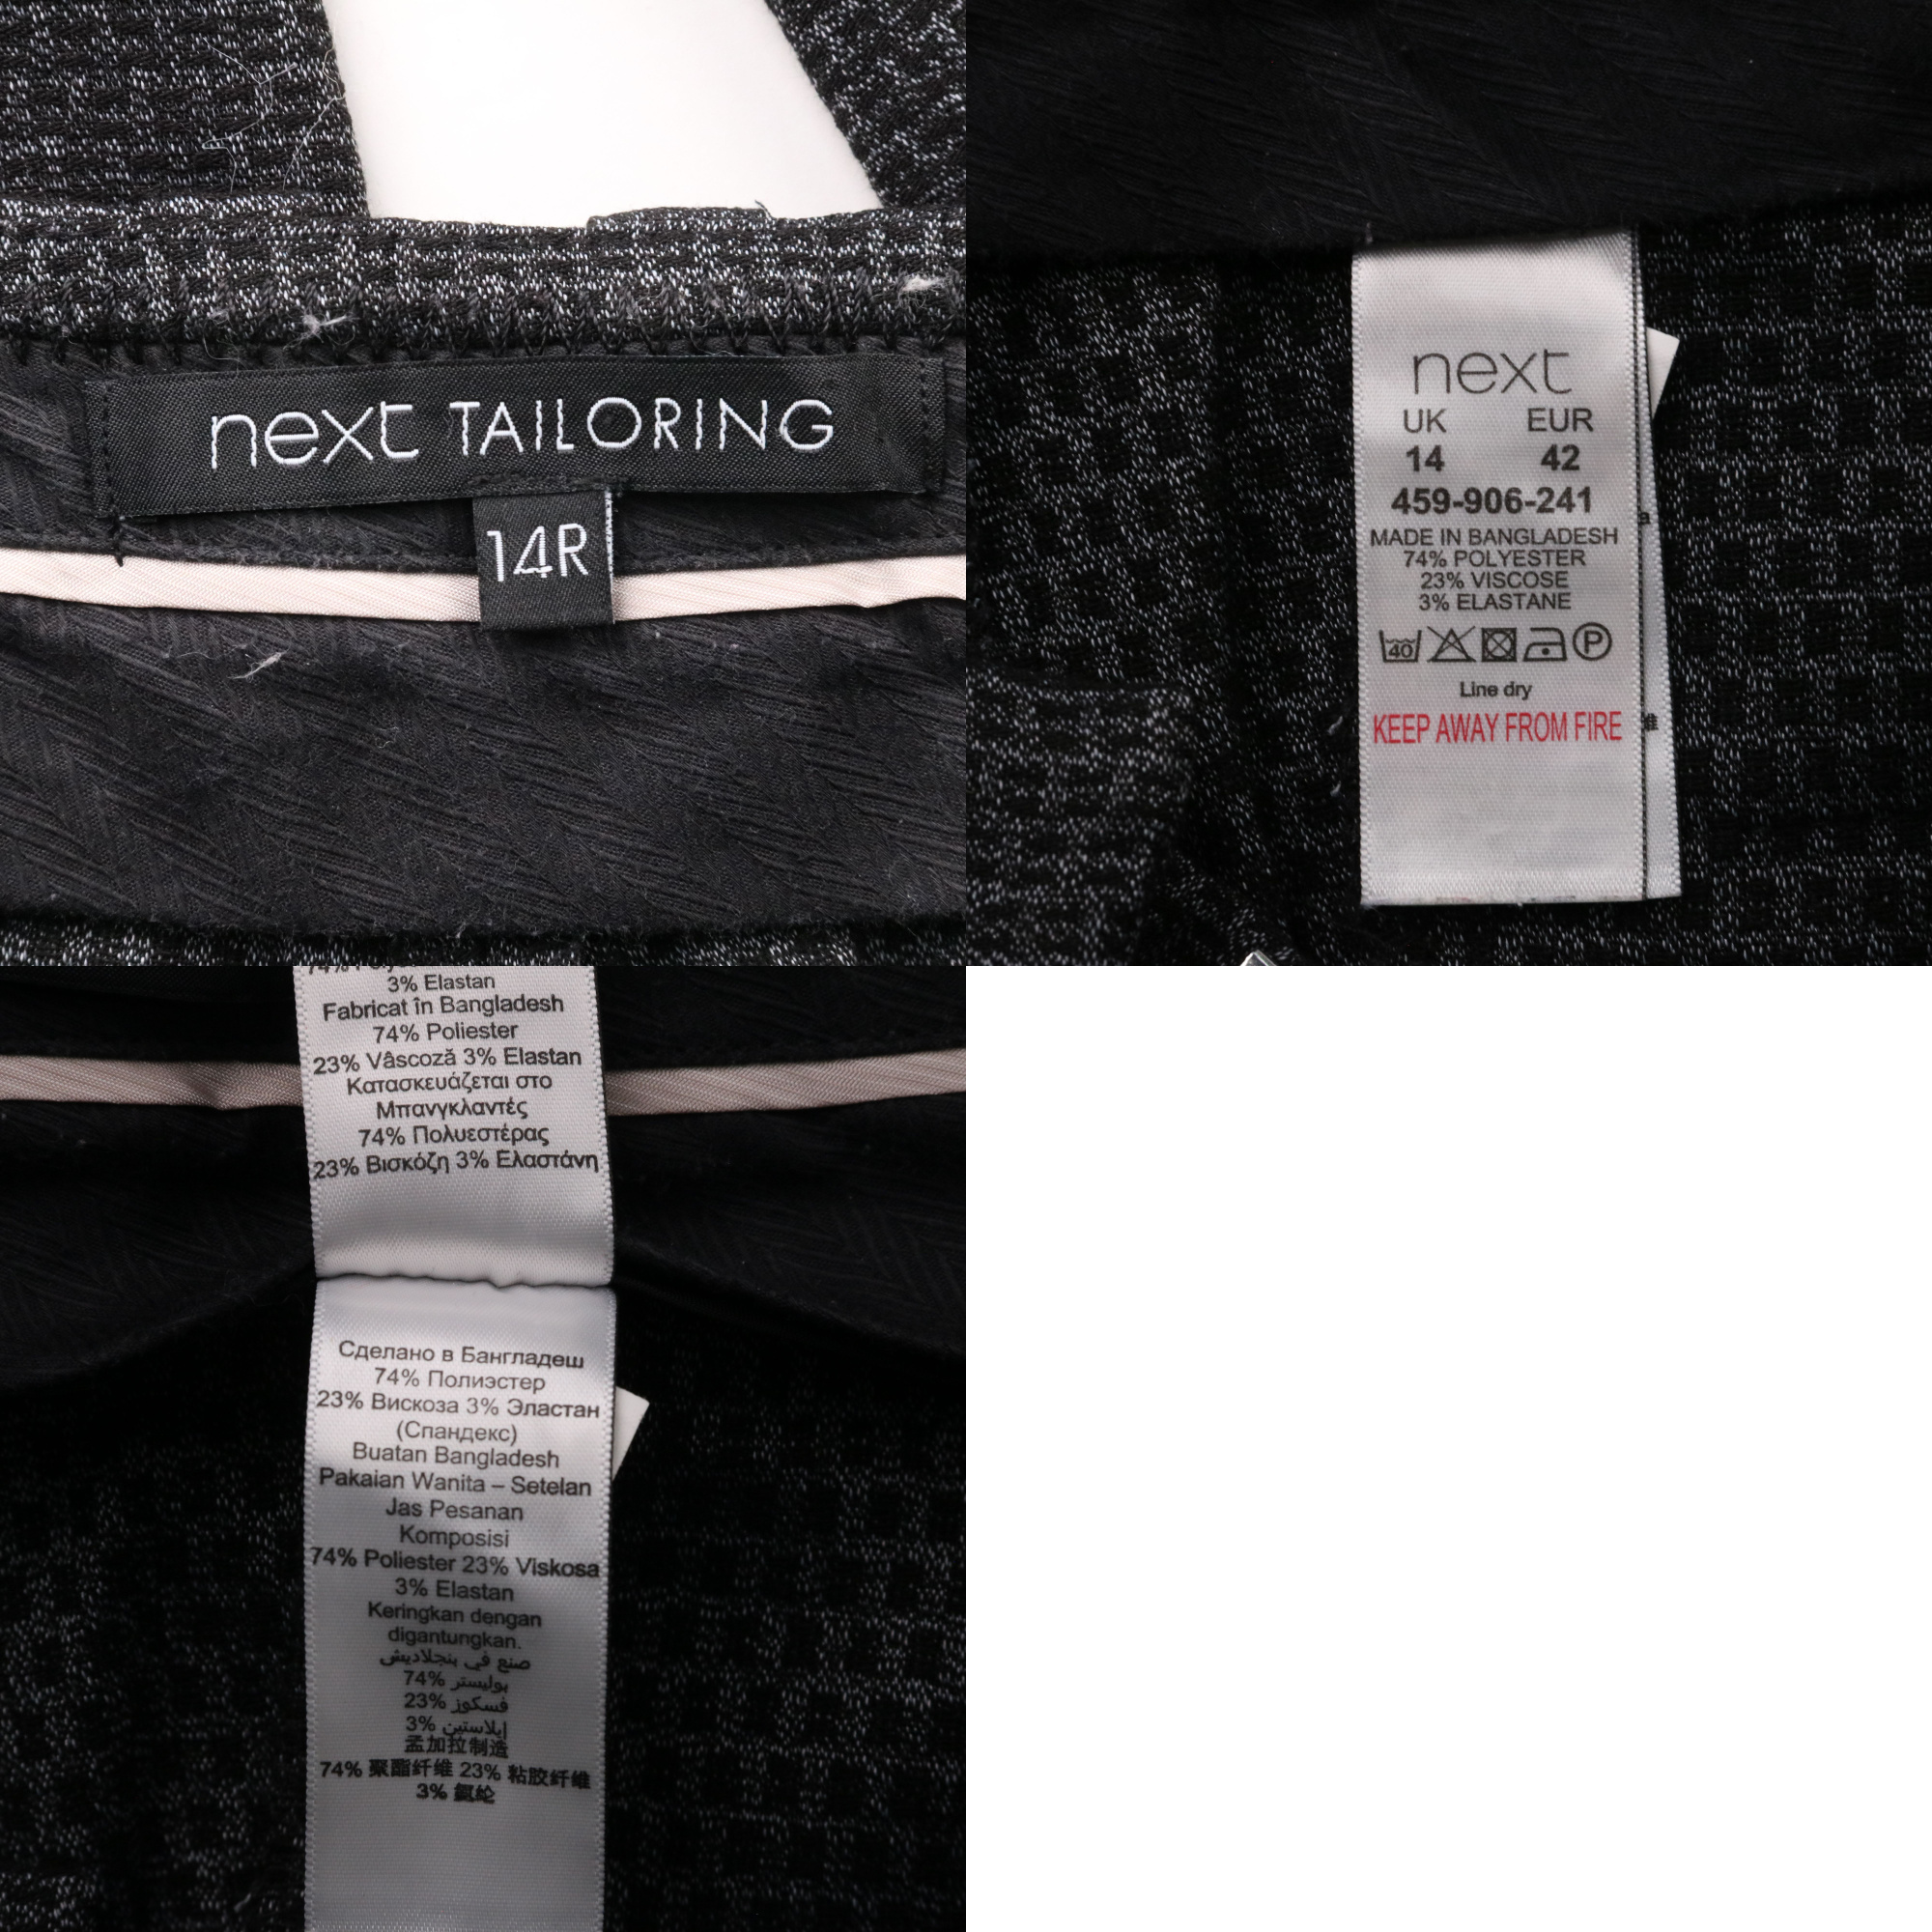 next TAILORING
14R
next
UK EUR
14 42
459-906-241
MADE IN BANGLADESH
74% POLYESTER
23% VISCOSE
3% ELASTANE
40 P
Line dry
KEEP AWAY FROM FIRE
74%
3% Elastan
Fabricat în Bangladesh
74% Poliester
23% Vâscoză 3% Elastan
Κατασκευάζεται στο
Μπανγκλαντές
74% Πολυεστέρας
23% Βισκόζη 3% Ελαστάνη
Сделано в Бангладеш
74% Полиэстер
23% Вискоза 3% Эластан
(Спандекс)
Buatan Bangladesh
Pakaian Wanita – Setelan
Jas Pesanan
Komposisi
74% Poliester 23% Viskosa
3% Elastan
Keringkan dengan
digantungkan.
صنع في بنجلاديش
74% بوليستر
23% فسكوز
3% إيلاستين
孟加拉制造
74% 聚酯纤维 23% 粘胶纤维
3% 氨纶